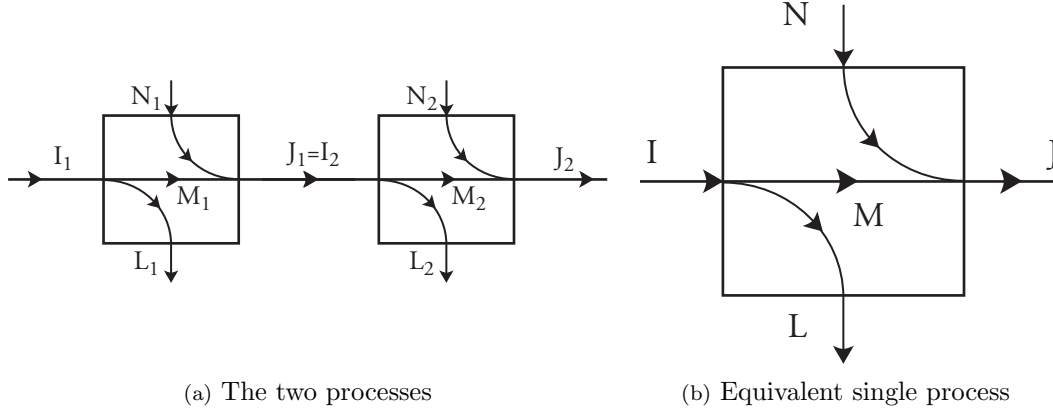 N
N₁
N₂
I₁
J₁=I₂
J₂
I
J
M₁
M₂
M
L₁
L₂
L
(a) The two processes
(b) Equivalent single process